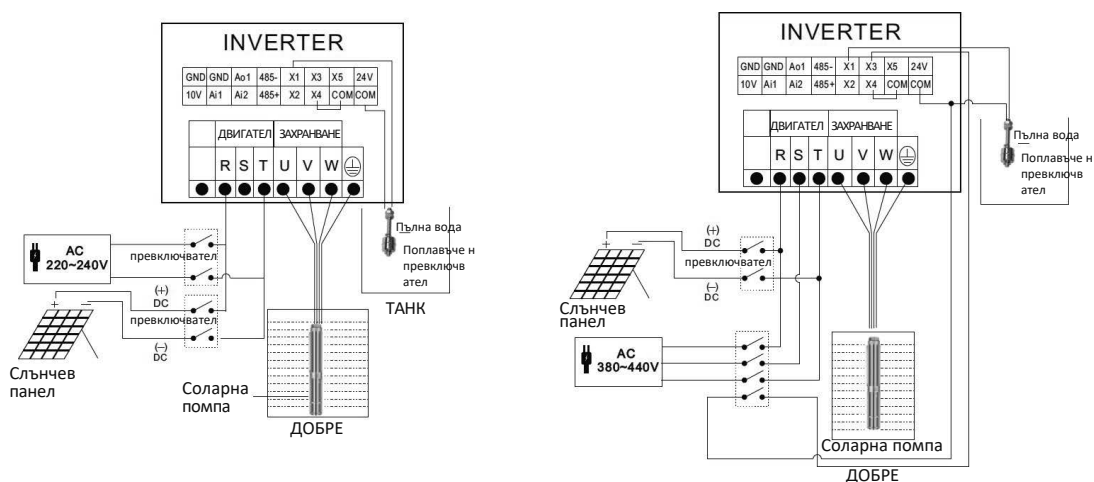 INVERTER
GND GND Ao1 485- X1 X3 X5 24V
10V Ai1 Ai2 485+ X2 X4 COM COM
ДВИГАТЕЛ ЗАХРАНВАНЕ
R S T U V W
Пълна вода
Поплавъче н
превключв
ател
ТАНК
AC
220~240V
превключвател
(+)
DC
+ −
превключвател
(−)
DC
Слънчев
панел
Соларна
помпа
ДОБРЕ
INVERTER
GND GND Ao1 485- X1 X3 X5 24V
10V Ai1 Ai2 485+ X2 X4 COM COM
ДВИГАТЕЛ ЗАХРАНВАНЕ
R S T U V W
Пълна вода
Поплавъче н
превключв
ател
(+)
DC
+ −
превключвател
(−)
DC
Слънчев
панел
AC
380~440V
Соларна помпа
ДОБРЕ